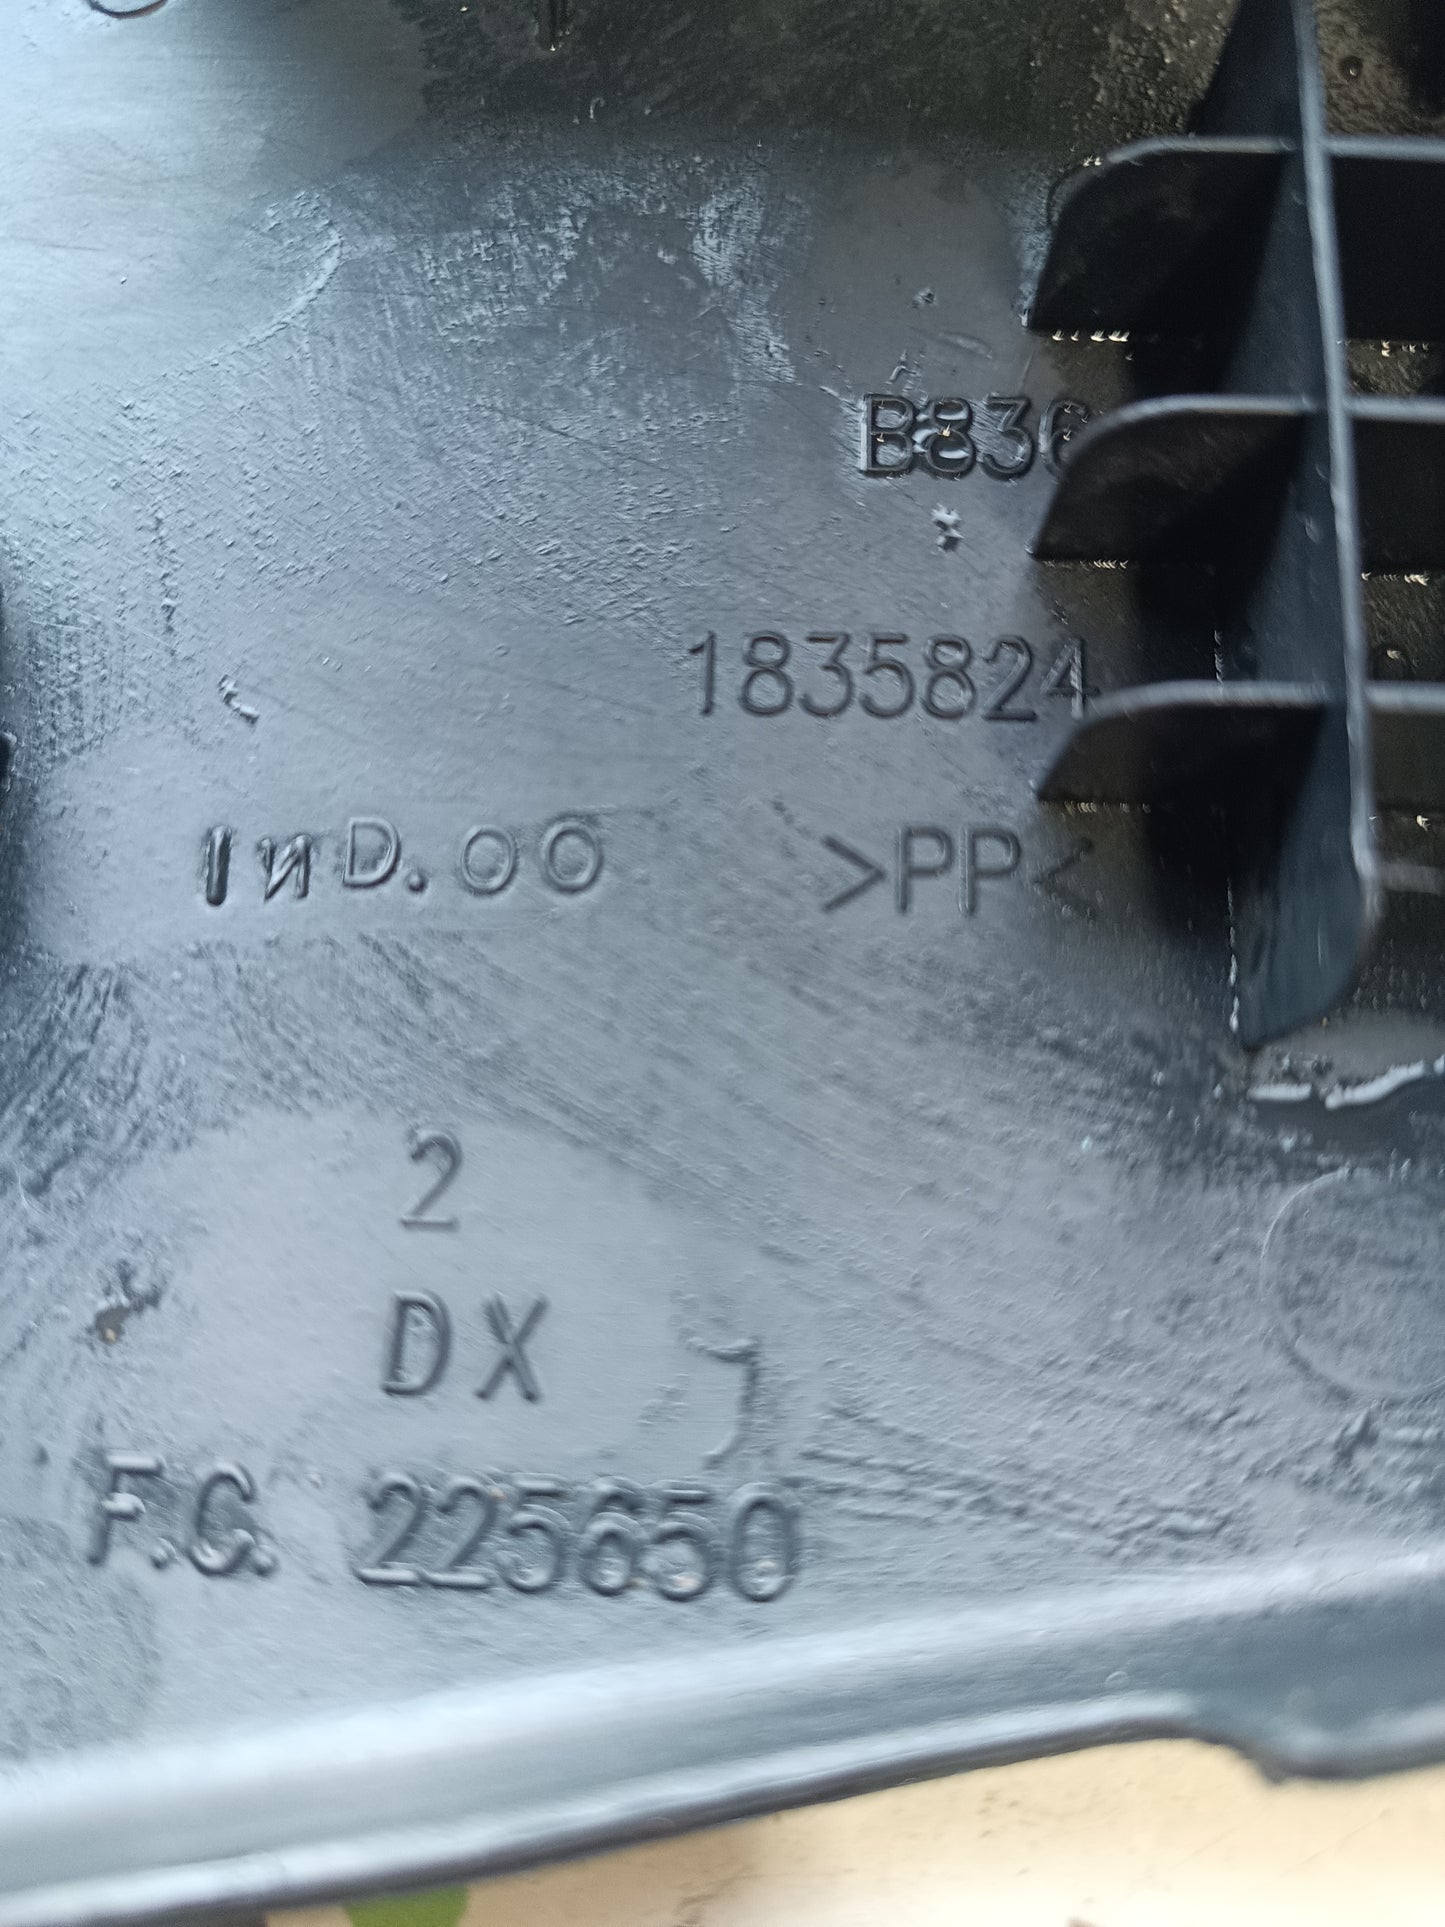 B836
1835824
InD.00 >PP<
2
DX
F.C. 225650